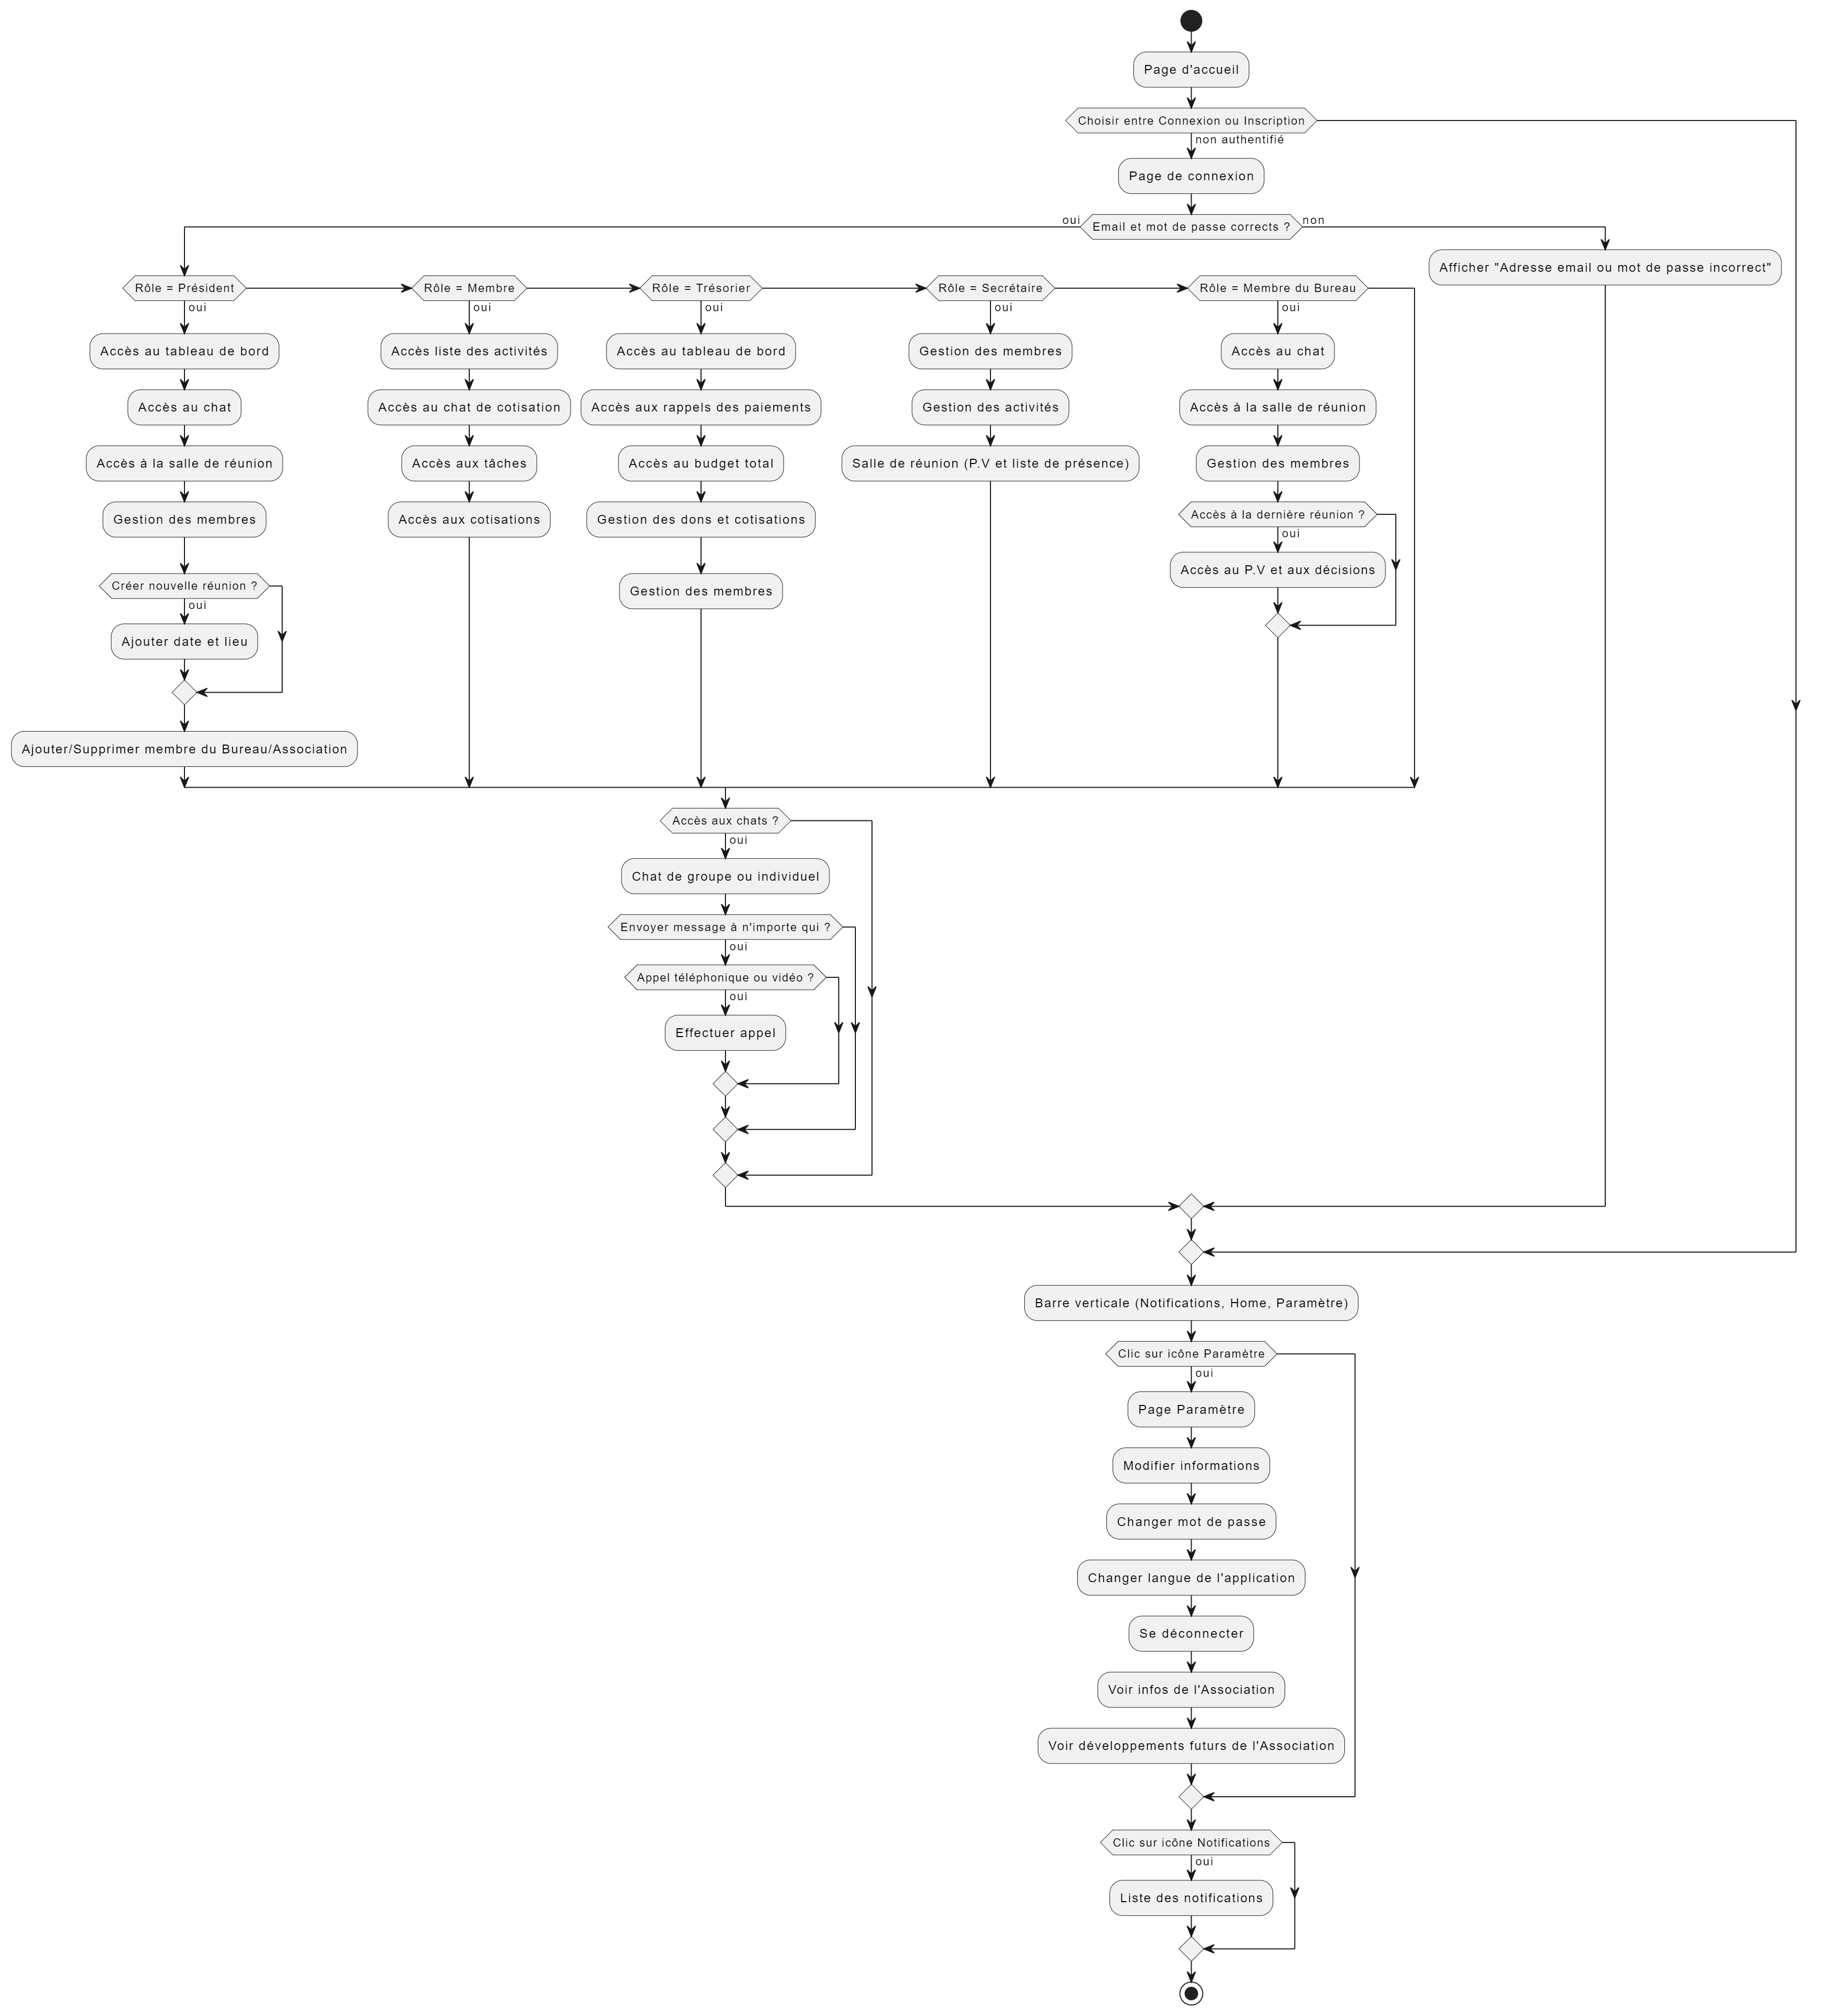 Page d'accueil
Choisir entre Connexion ou Inscription
non authentifié
Page de connexion
oui
Email et mot de passe corrects ?
non
Afficher "Adresse email ou mot de passe incorrect"
Rôle = Président
oui
Accès au tableau de bord
Accès au chat
Accès à la salle de réunion
Gestion des membres
Créer nouvelle réunion ?
oui
Ajouter date et lieu
Ajouter/Supprimer membre du Bureau/Association
Rôle = Membre
oui
Accès liste des activités
Accès au chat de cotisation
Accès aux tâches
Accès aux cotisations
Rôle = Trésorier
oui
Accès au tableau de bord
Accès aux rappels des paiements
Accès au budget total
Gestion des dons et cotisations
Gestion des membres
Rôle = Secrétaire
oui
Gestion des membres
Gestion des activités
Salle de réunion (P.V et liste de présence)
Rôle = Membre du Bureau
oui
Accès au chat
Accès à la salle de réunion
Gestion des membres
Accès à la dernière réunion ?
oui
Accès au P.V et aux décisions
Accès aux chats ?
oui
Chat de groupe ou individuel
Envoyer message à n'importe qui ?
oui
Appel téléphonique ou vidéo ?
oui
Effectuer appel
Barre verticale (Notifications, Home, Paramètre)
Clic sur icône Paramètre
oui
Page Paramètre
Modifier informations
Changer mot de passe
Changer langue de l'application
Se déconnecter
Voir infos de l'Association
Voir développements futurs de l'Association
Clic sur icône Notifications
oui
Liste des notifications